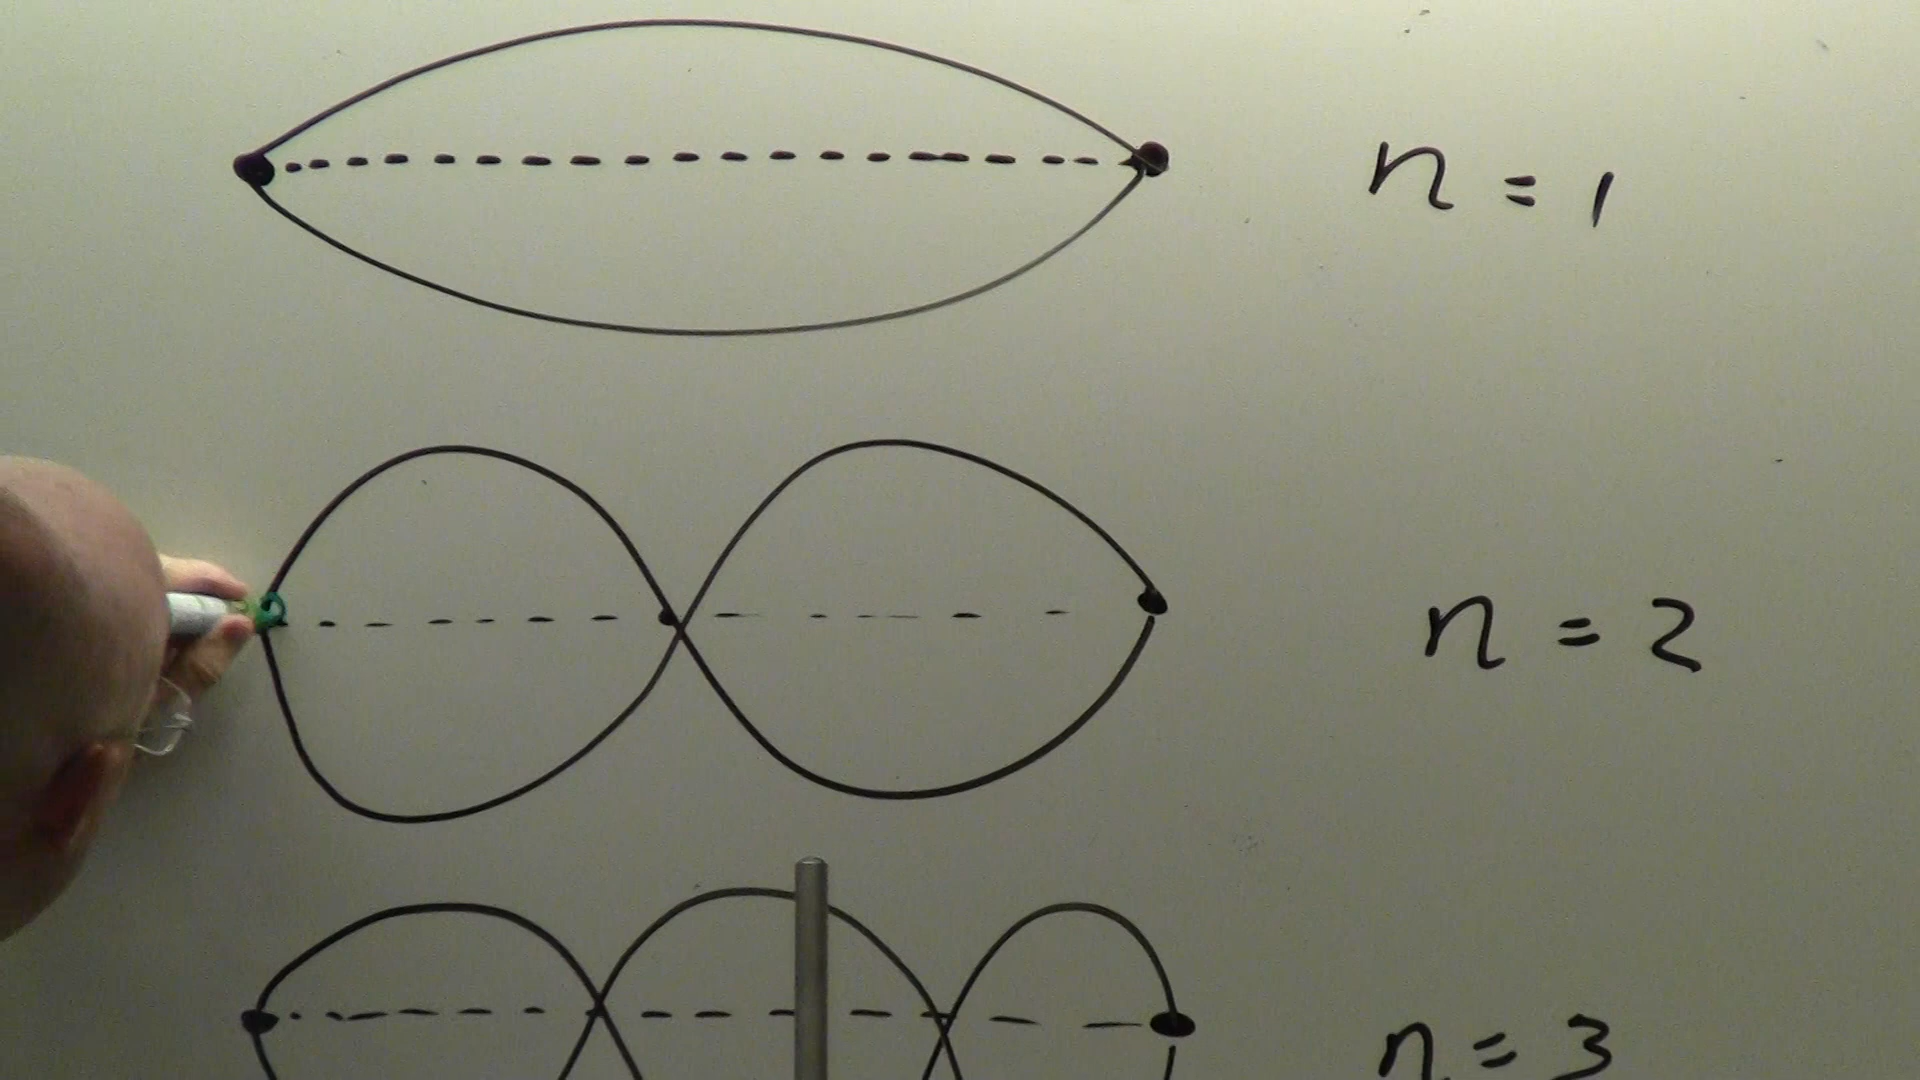 n = 1
n = 2
n = 3